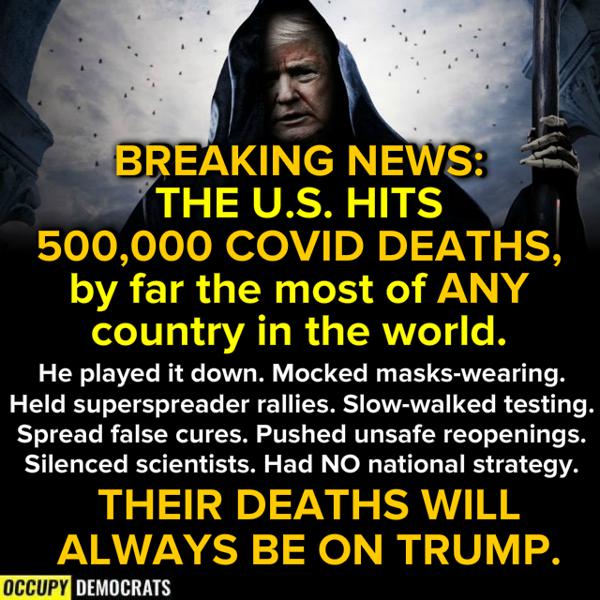 BREAKING NEWS:
THE U.S. HITS
500,000 COVID DEATHS,
by far the most of ANY
country in the world.
He played it down. Mocked masks-wearing.
Held superspreader rallies. Slow-walked testing.
Spread false cures. Pushed unsafe reopenings.
Silenced scientists. Had NO national strategy.
THEIR DEATHS WILL
ALWAYS BE ON TRUMP.
OCCUPY DEMOCRATS